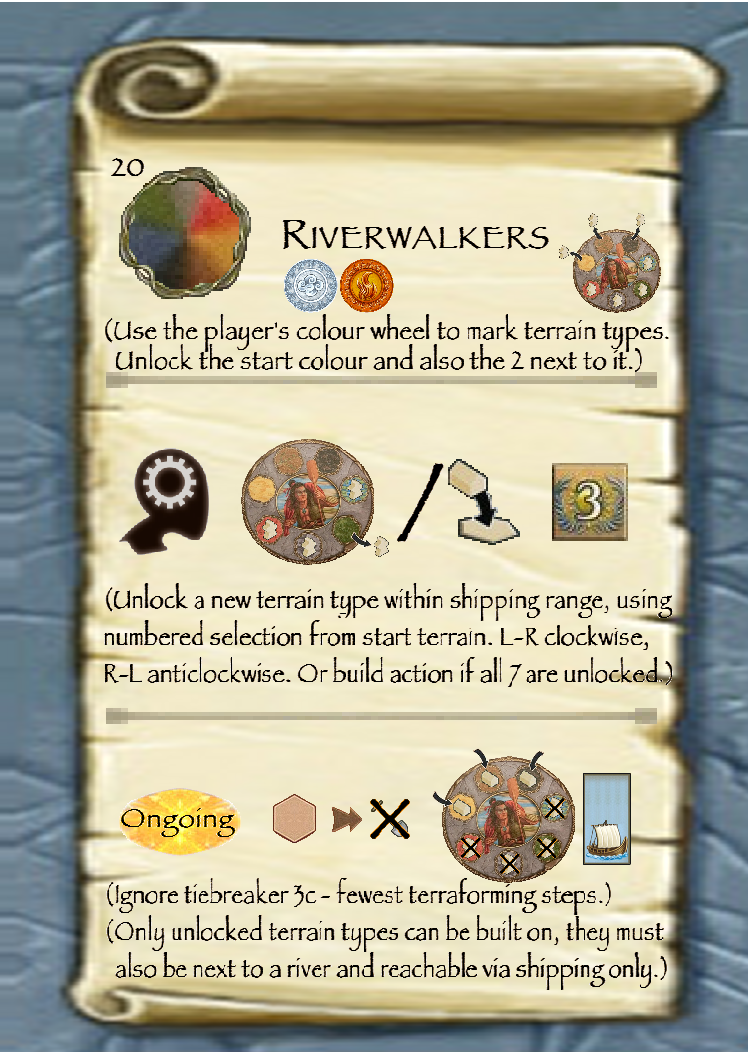 20
RIVERWALKERS
(Use the player's colour wheel to mark terrain types.
Unlock the start colour and also the 2 next to it.)
3
(Unlock a new terrain type within shipping range, using
numbered selection from start terrain. L-R clockwise,
R-L anticlockwise. Or build action if all 7 are unlocked.)
Ongoing
(Ignore tiebreaker 3c - fewest terraforming steps.)
(Only unlocked terrain types can be built on, they must
also be next to a river and reachable via shipping only.)